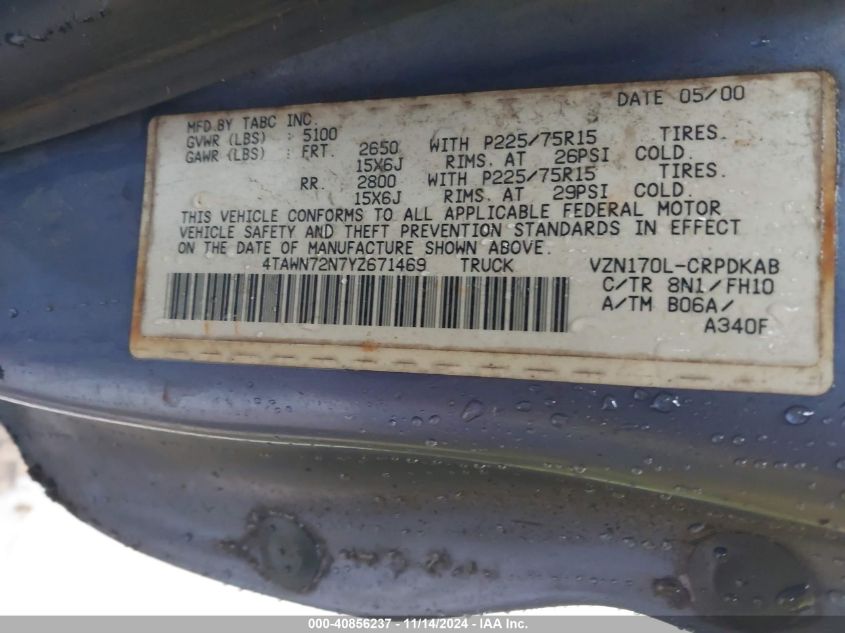 DATE 05/00
MFD BY TABC INC
GVWR (LBS) : 5100
GAWR (LBS) : FRT. 2650 WITH P225/75R15 TIRES.
15X6J RIMS. AT 26PSI COLD.
RR. 2800 WITH P225/75R15 TIRES.
15X6J RIMS. AT 29PSI COLD.
THIS VEHICLE CONFORMS TO ALL APPLICABLE FEDERAL MOTOR
VEHICLE SAFETY AND THEFT PREVENTION STANDARDS IN EFFECT
ON THE DATE OF MANUFACTURE SHOWN ABOVE.
4TAWN72N7YZ671469 TRUCK VZN170L-CRPDKAB
C/TR 8N1/FH10
A/TM B06A/
A340F
000-40856237 - 11/14/2024 - IAA Inc.